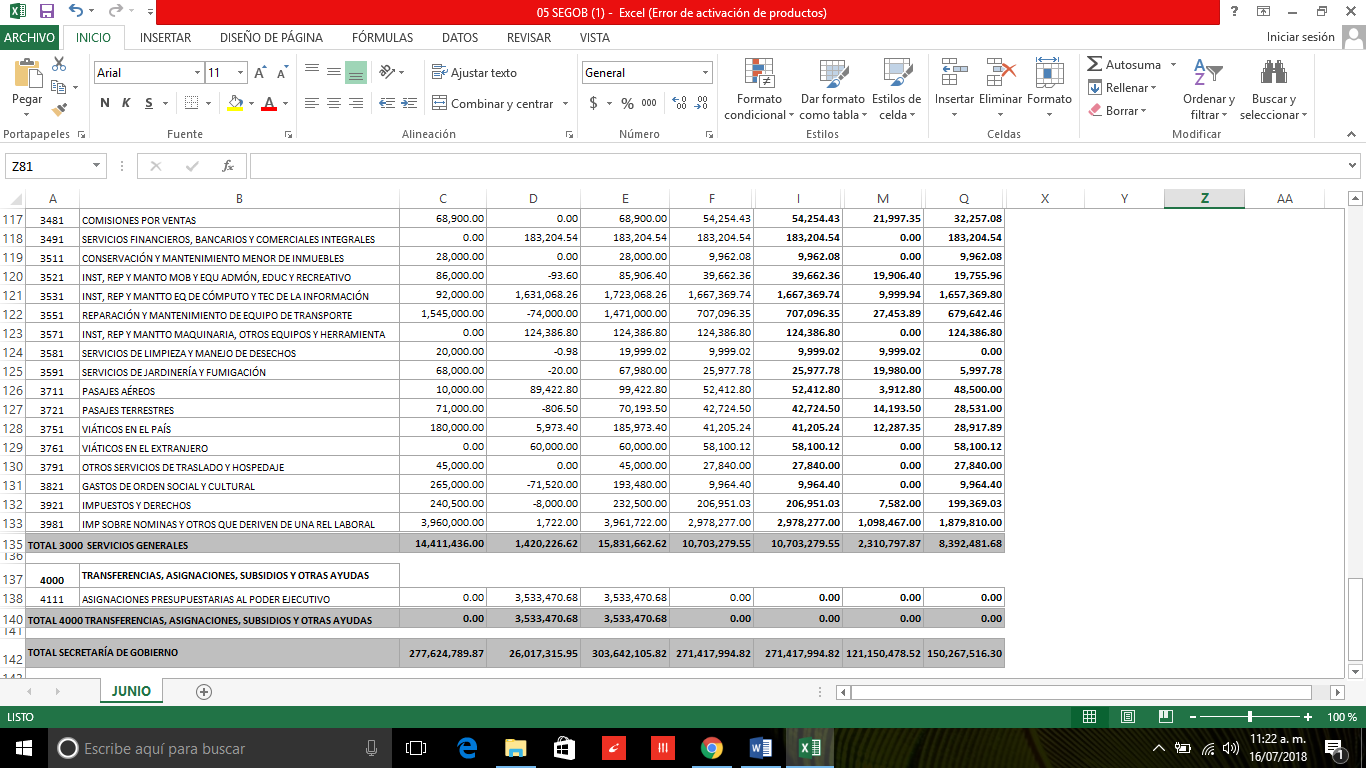 05 SEGOB (1) - Excel (Error de activación de productos)
ARCHIVO INICIO INSERTAR DISEÑO DE PÁGINA FÓRMULAS DATOS REVISAR VISTA Iniciar sesión
Pegar Arial 11 Ajustar texto General Autosuma
N K S Combinar y centrar $ % 000 Rellenar Borrar
Formato condicional Dar formato como tabla Estilos de celda Insertar Eliminar Formato Ordenar y filtrar Buscar y seleccionar
Portapapeles Fuente Alineación Número Estilos Celdas Modificar
Z81 fx
A B C D E F I M Q X Y Z AA
117 3481 COMISIONES POR VENTAS 68,900.00 0.00 68,900.00 54,254.43 54,254.43 21,997.35 32,257.08
118 3491 SERVICIOS FINANCIEROS, BANCARIOS Y COMERCIALES INTEGRALES 0.00 183,204.54 183,204.54 183,204.54 183,204.54 0.00 183,204.54
119 3511 CONSERVACIÓN Y MANTENIMIENTO MENOR DE INMUEBLES 28,000.00 0.00 28,000.00 9,962.08 9,962.08 0.00 9,962.08
120 3521 INST, REP Y MANTO MOB Y EQU ADMÓN, EDUC Y RECREATIVO 86,000.00 -93.60 85,906.40 39,662.36 39,662.36 19,906.40 19,755.96
121 3531 INST, REP Y MANTTO EQ DE CÓMPUTO Y TEC DE LA INFORMACIÓN 92,000.00 1,631,068.26 1,723,068.26 1,667,369.74 1,667,369.74 9,999.94 1,657,369.80
122 3551 REPARACIÓN Y MANTENIMIENTO DE EQUIPO DE TRANSPORTE 1,545,000.00 -74,000.00 1,471,000.00 707,096.35 707,096.35 27,453.89 679,642.46
123 3571 INST, REP Y MANTTO MAQUINARIA, OTROS EQUIPOS Y HERRAMIENTA 0.00 124,386.80 124,386.80 124,386.80 124,386.80 0.00 124,386.80
124 3581 SERVICIOS DE LIMPIEZA Y MANEJO DE DESECHOS 20,000.00 -0.98 19,999.02 9,999.02 9,999.02 9,999.02 0.00
125 3591 SERVICIOS DE JARDINERÍA Y FUMIGACIÓN 68,000.00 -20.00 67,980.00 25,977.78 25,977.78 19,980.00 5,997.78
126 3711 PASAJES AÉREOS 10,000.00 89,422.80 99,422.80 52,412.80 52,412.80 3,912.80 48,500.00
127 3721 PASAJES TERRESTRES 71,000.00 -806.50 70,193.50 42,724.50 42,724.50 14,193.50 28,531.00
128 3751 VIÁTICOS EN EL PAÍS 180,000.00 5,973.40 185,973.40 41,205.24 41,205.24 12,287.35 28,917.89
129 3761 VIÁTICOS EN EL EXTRANJERO 0.00 60,000.00 60,000.00 58,100.12 58,100.12 0.00 58,100.12
130 3791 OTROS SERVICIOS DE TRASLADO Y HOSPEDAJE 45,000.00 0.00 45,000.00 27,840.00 27,840.00 0.00 27,840.00
131 3821 GASTOS DE ORDEN SOCIAL Y CULTURAL 265,000.00 -71,520.00 193,480.00 9,964.40 9,964.40 0.00 9,964.40
132 3921 IMPUESTOS Y DERECHOS 240,500.00 -8,000.00 232,500.00 206,951.03 206,951.03 7,582.00 199,369.03
133 3981 IMP SOBRE NOMINAS Y OTROS QUE DERIVEN DE UNA REL LABORAL 3,960,000.00 1,722.00 3,961,722.00 2,978,277.00 2,978,277.00 1,098,467.00 1,879,810.00
135 TOTAL 3000 SERVICIOS GENERALES 14,411,436.00 1,420,226.62 15,831,662.62 10,703,279.55 10,703,279.55 2,310,797.87 8,392,481.68
136
137 4000 TRANSFERENCIAS, ASIGNACIONES, SUBSIDIOS Y OTRAS AYUDAS
138 4111 ASIGNACIONES PRESUPUESTARIAS AL PODER EJECUTIVO 0.00 3,533,470.68 3,533,470.68 0.00 0.00 0.00 0.00
140 TOTAL 4000 TRANSFERENCIAS, ASIGNACIONES, SUBSIDIOS Y OTRAS AYUDAS 0.00 3,533,470.68 3,533,470.68 0.00 0.00 0.00 0.00
141
142 TOTAL SECRETARÍA DE GOBIERNO 277,624,789.87 26,017,315.95 303,642,105.82 271,417,994.82 271,417,994.82 121,150,478.52 150,267,516.30
JUNIO
LISTO 100 %
Escribe aquí para buscar 11:22 a. m.
16/07/2018